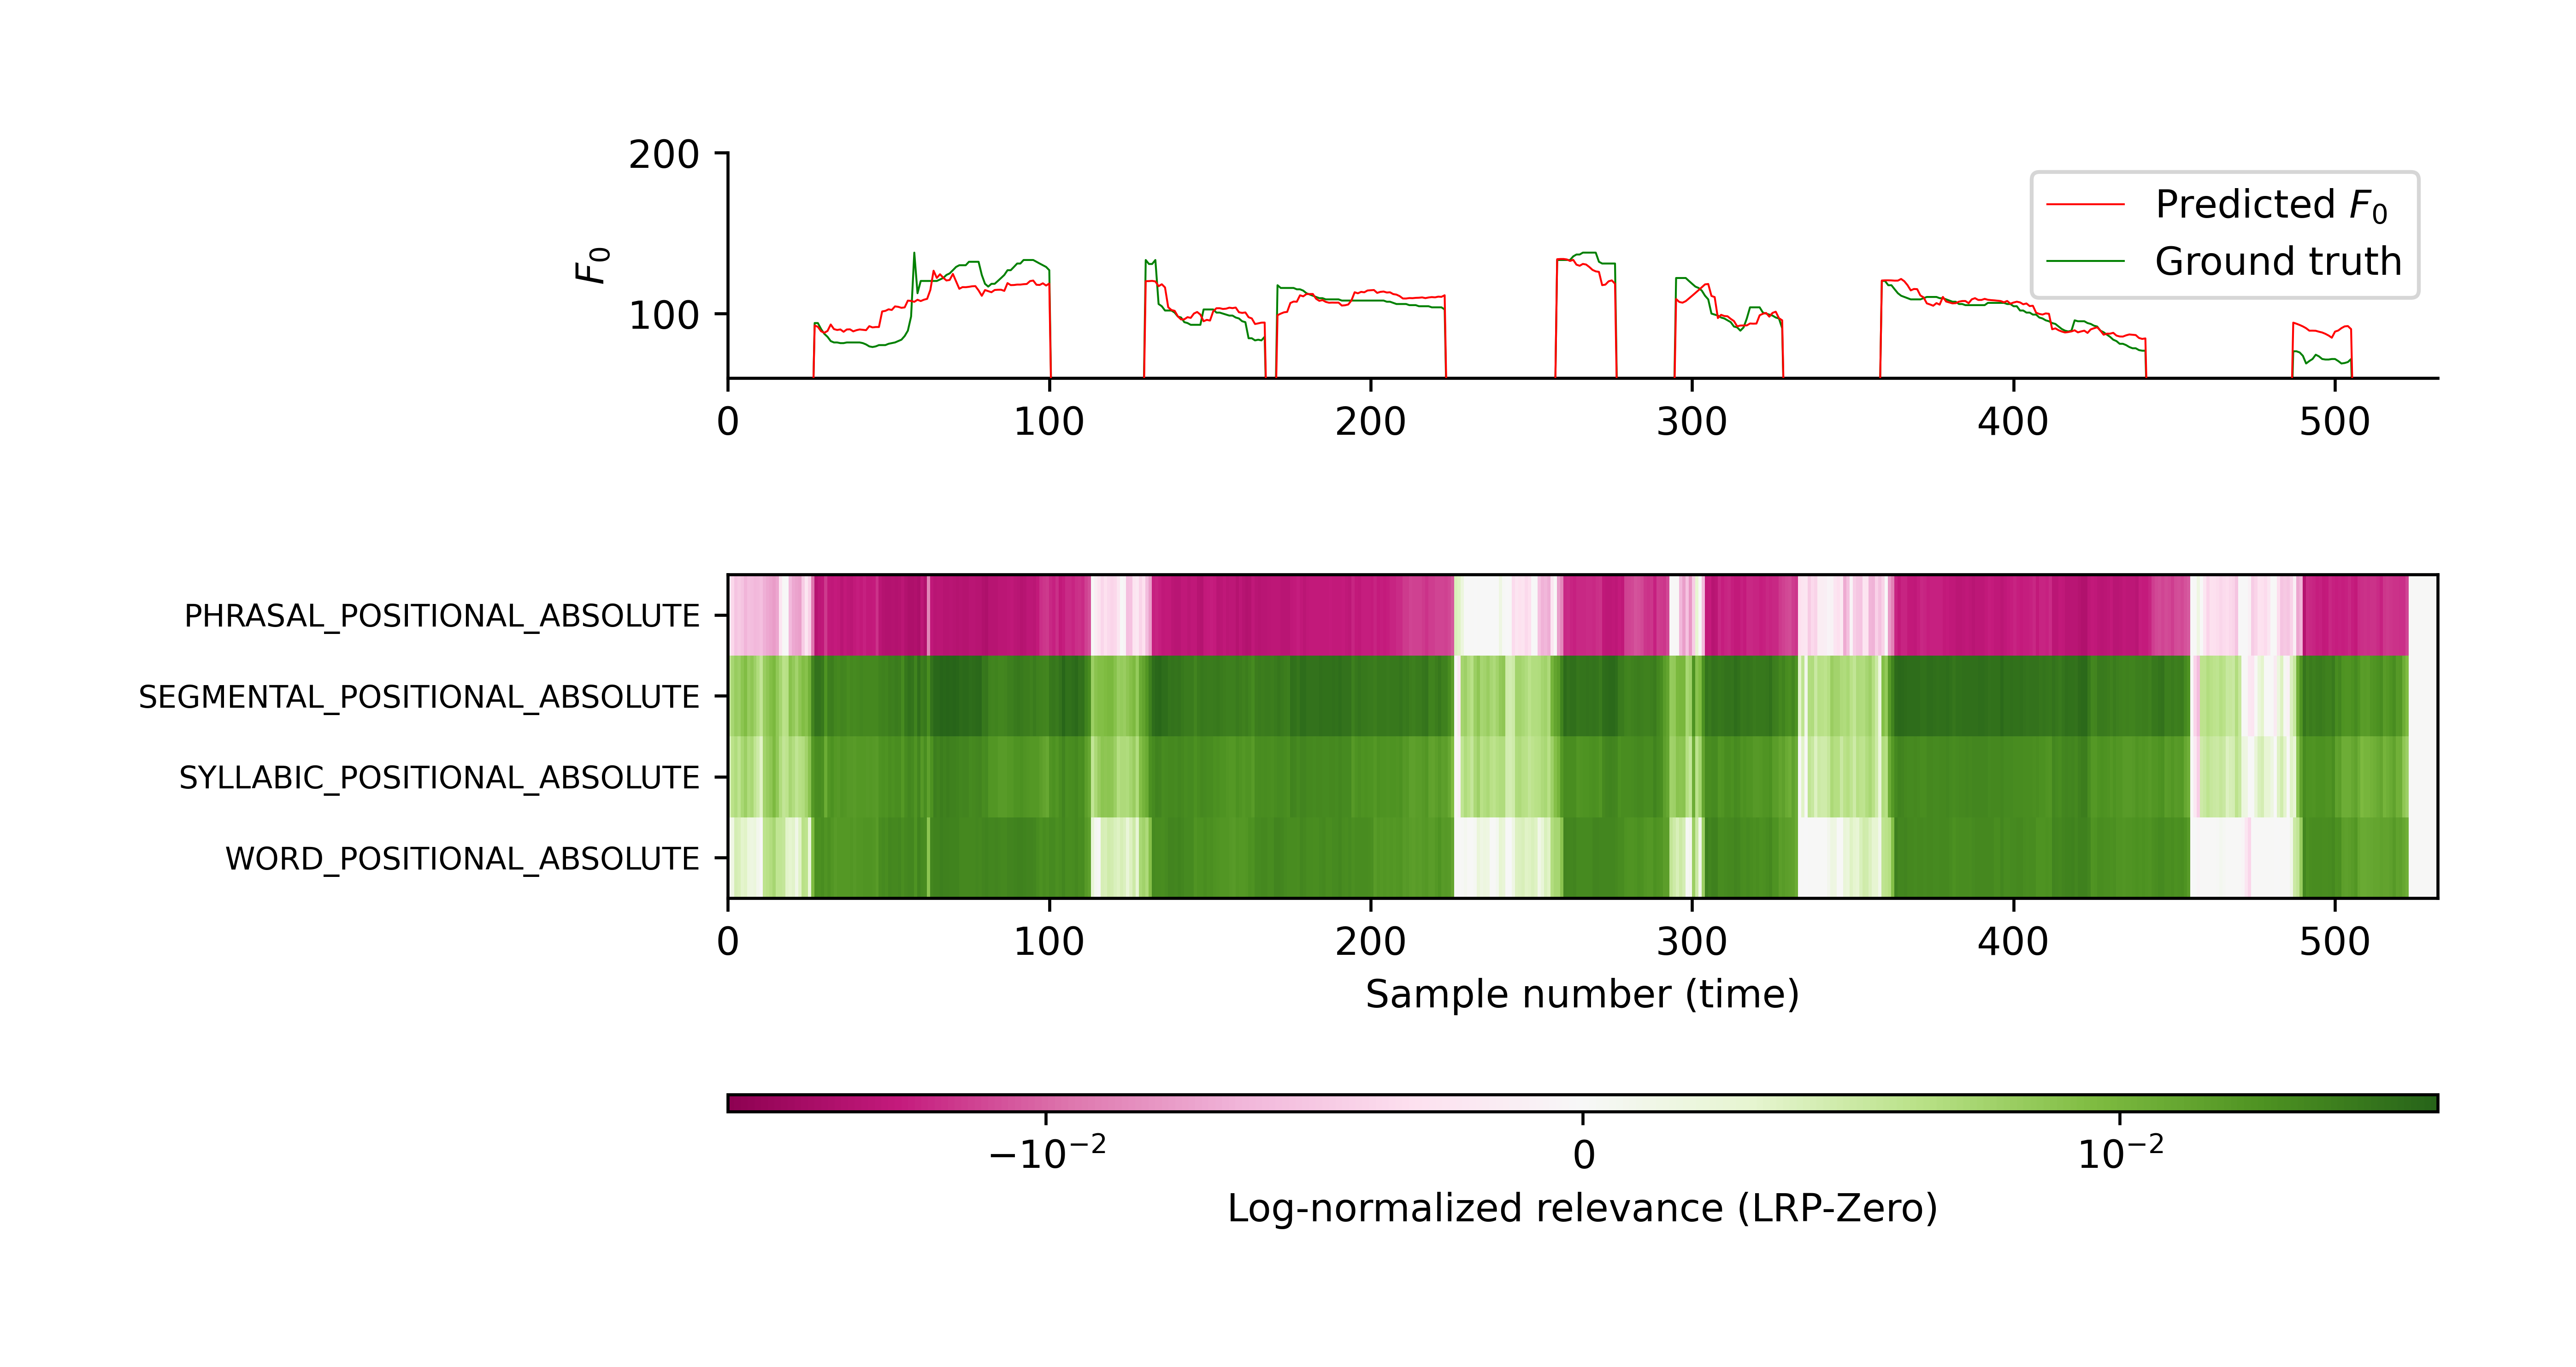 200
100
F₀
Predicted F₀
Ground truth
0 100 200 300 400 500
PHRASAL_POSITIONAL_ABSOLUTE
SEGMENTAL_POSITIONAL_ABSOLUTE
SYLLABIC_POSITIONAL_ABSOLUTE
WORD_POSITIONAL_ABSOLUTE
0 100 200 300 400 500
Sample number (time)
−10⁻² 0 10⁻²
Log-normalized relevance (LRP-Zero)